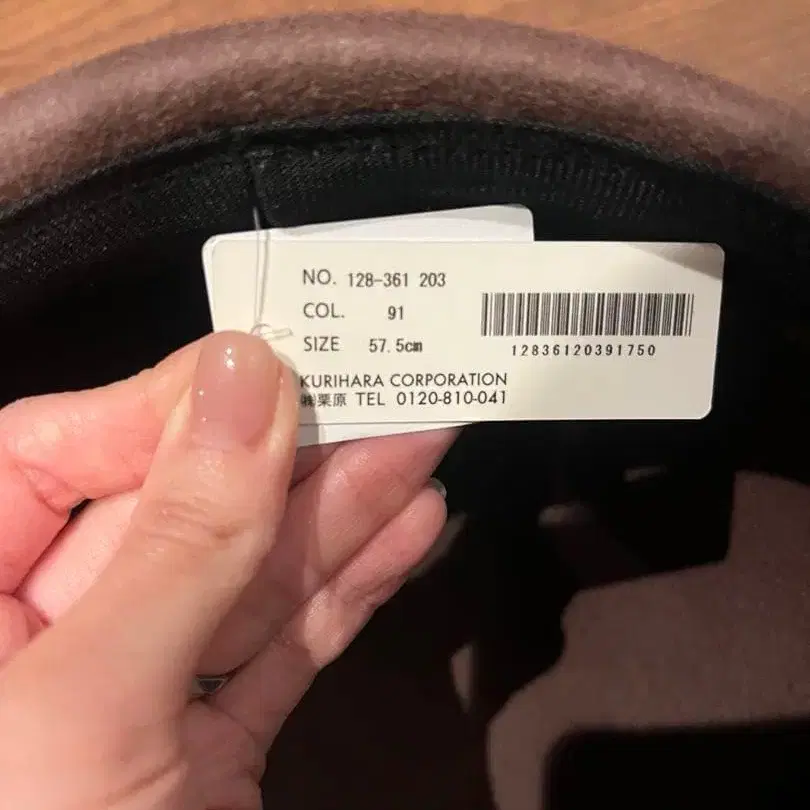 NO. 128-361 203
COL. 91
SIZE 57.5cm
12836120391750
KURIHARA CORPORATION
㈱栗原 TEL 0120-810-041